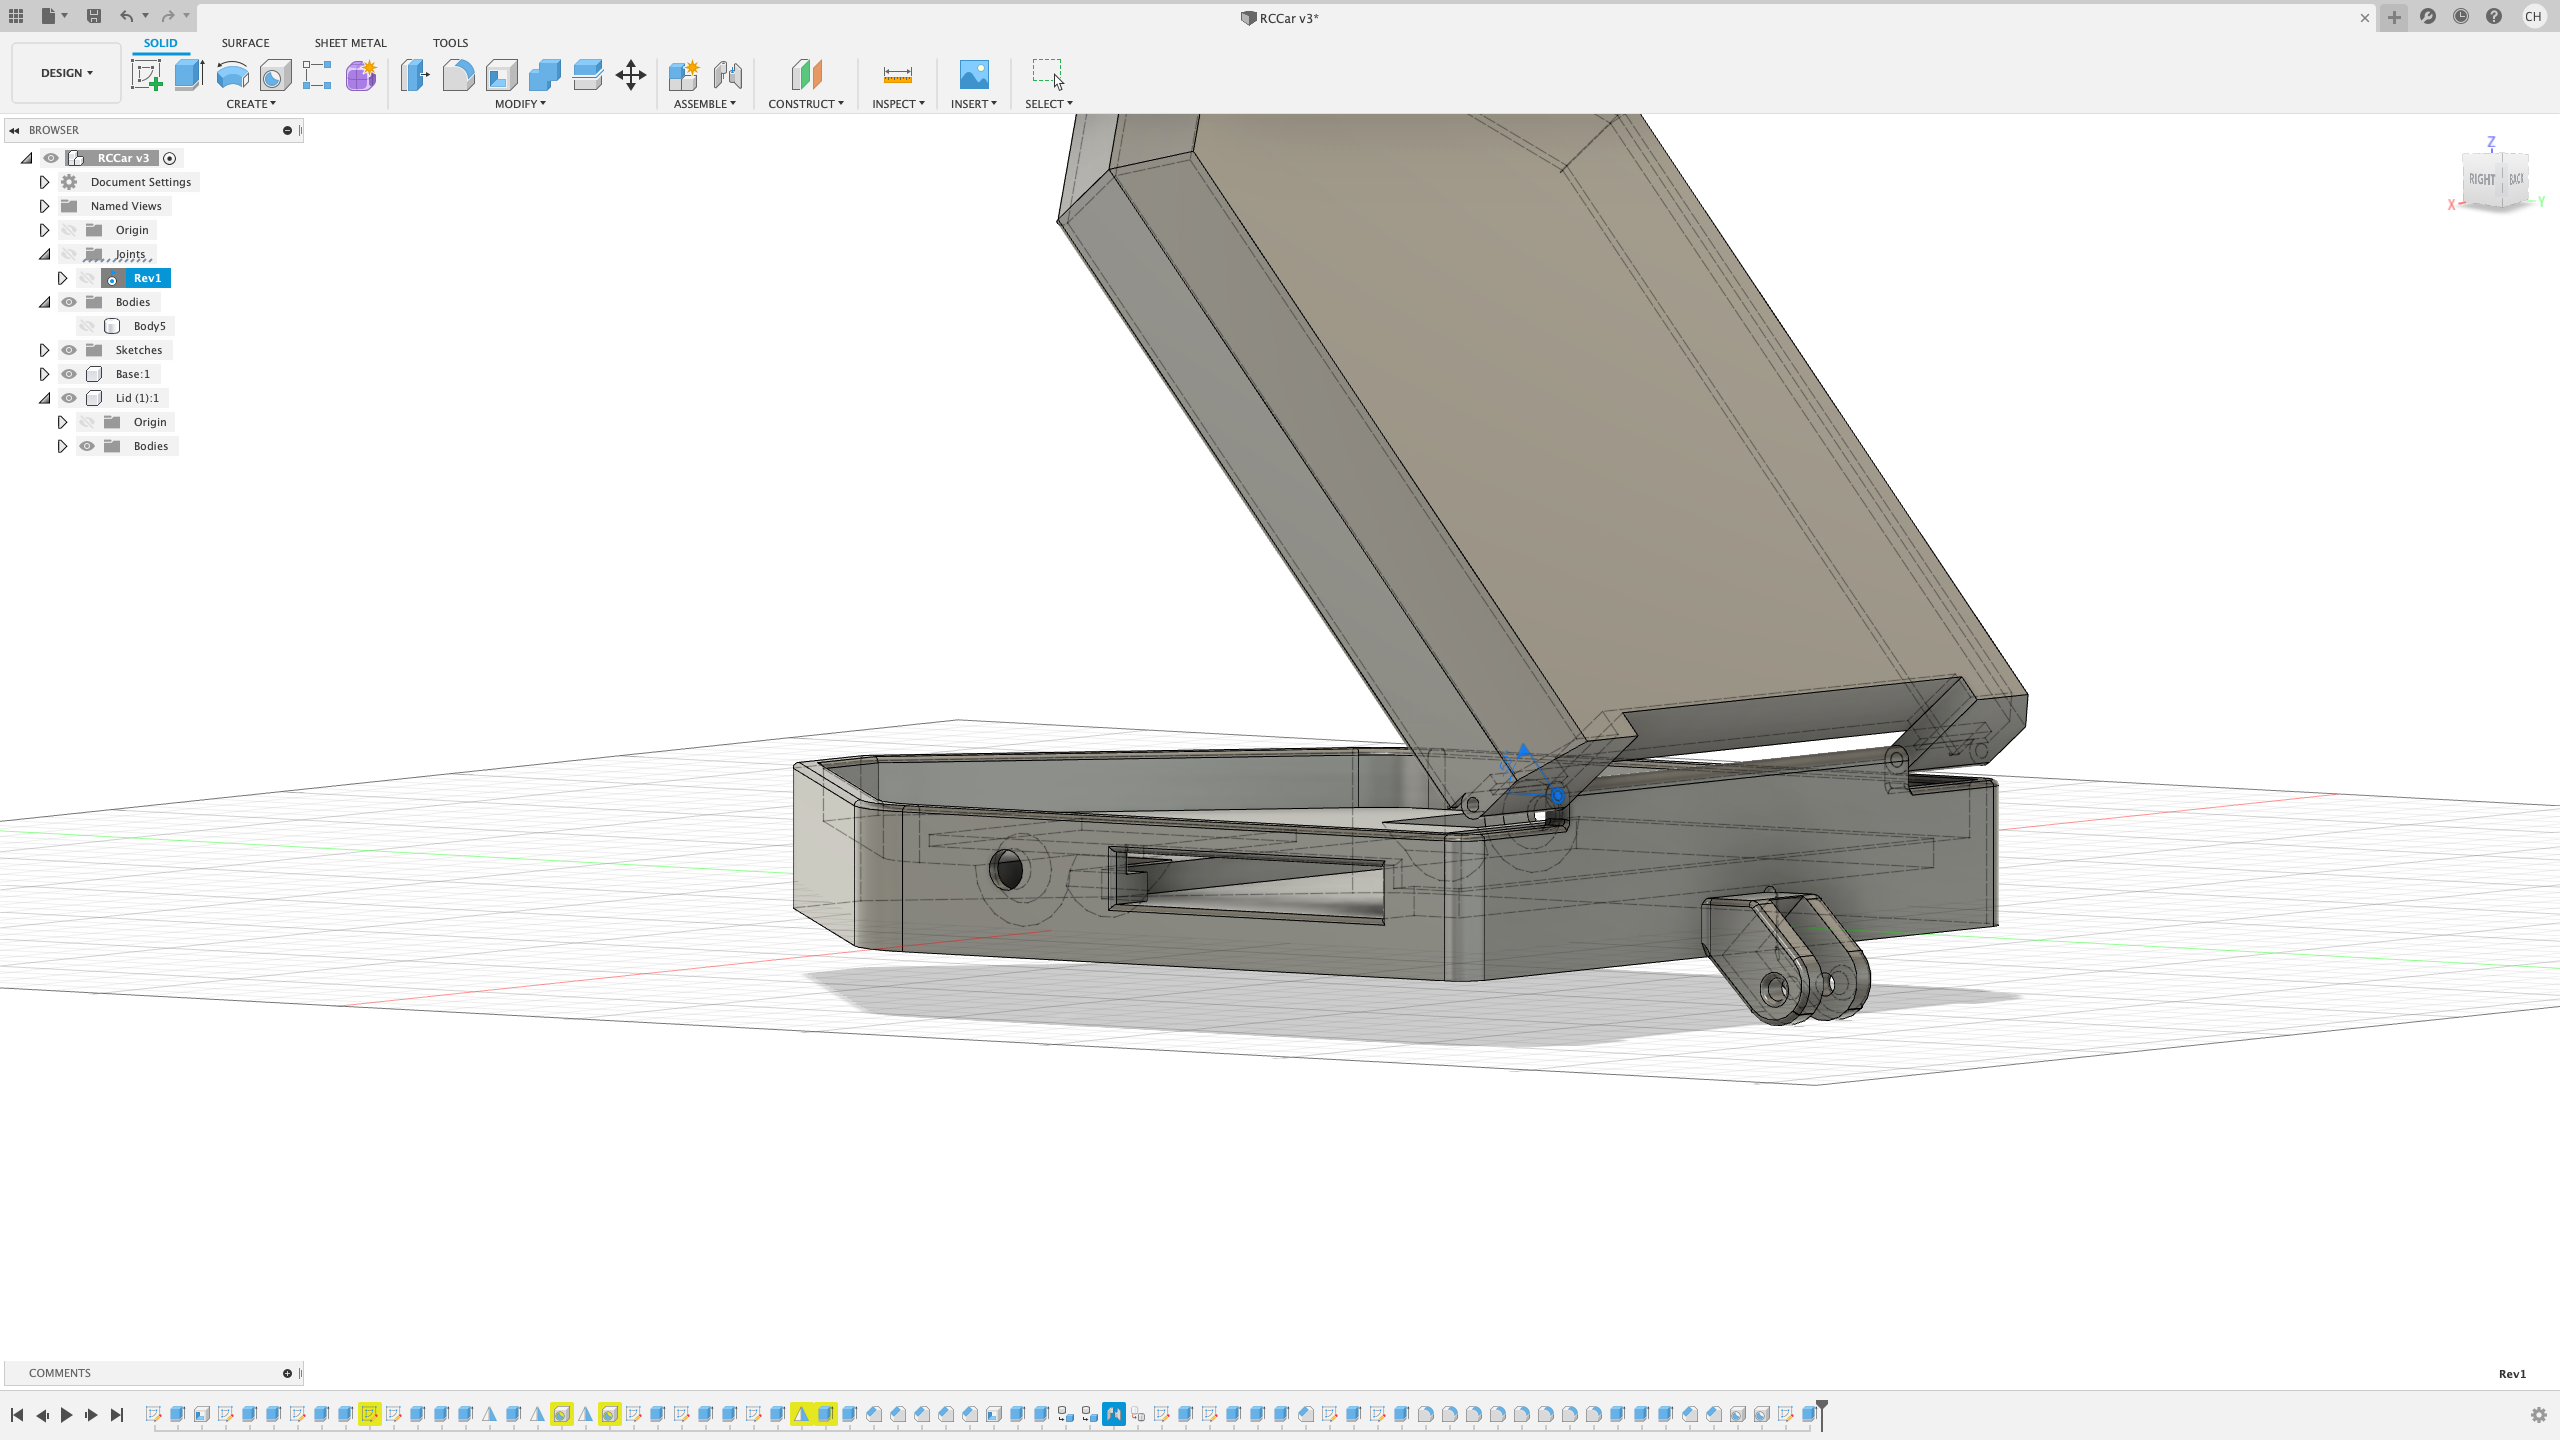 RCCar v3*
CH
SOLID SURFACE SHEET METAL TOOLS
DESIGN
CREATE MODIFY ASSEMBLE CONSTRUCT INSPECT INSERT SELECT
BROWSER
RCCar v3
Document Settings
Named Views
Origin
Joints
Rev1
Bodies
Body5
Sketches
Base:1
Lid (1):1
Origin
Bodies
Z
RIGHT BACK
X Y
COMMENTS
Rev1